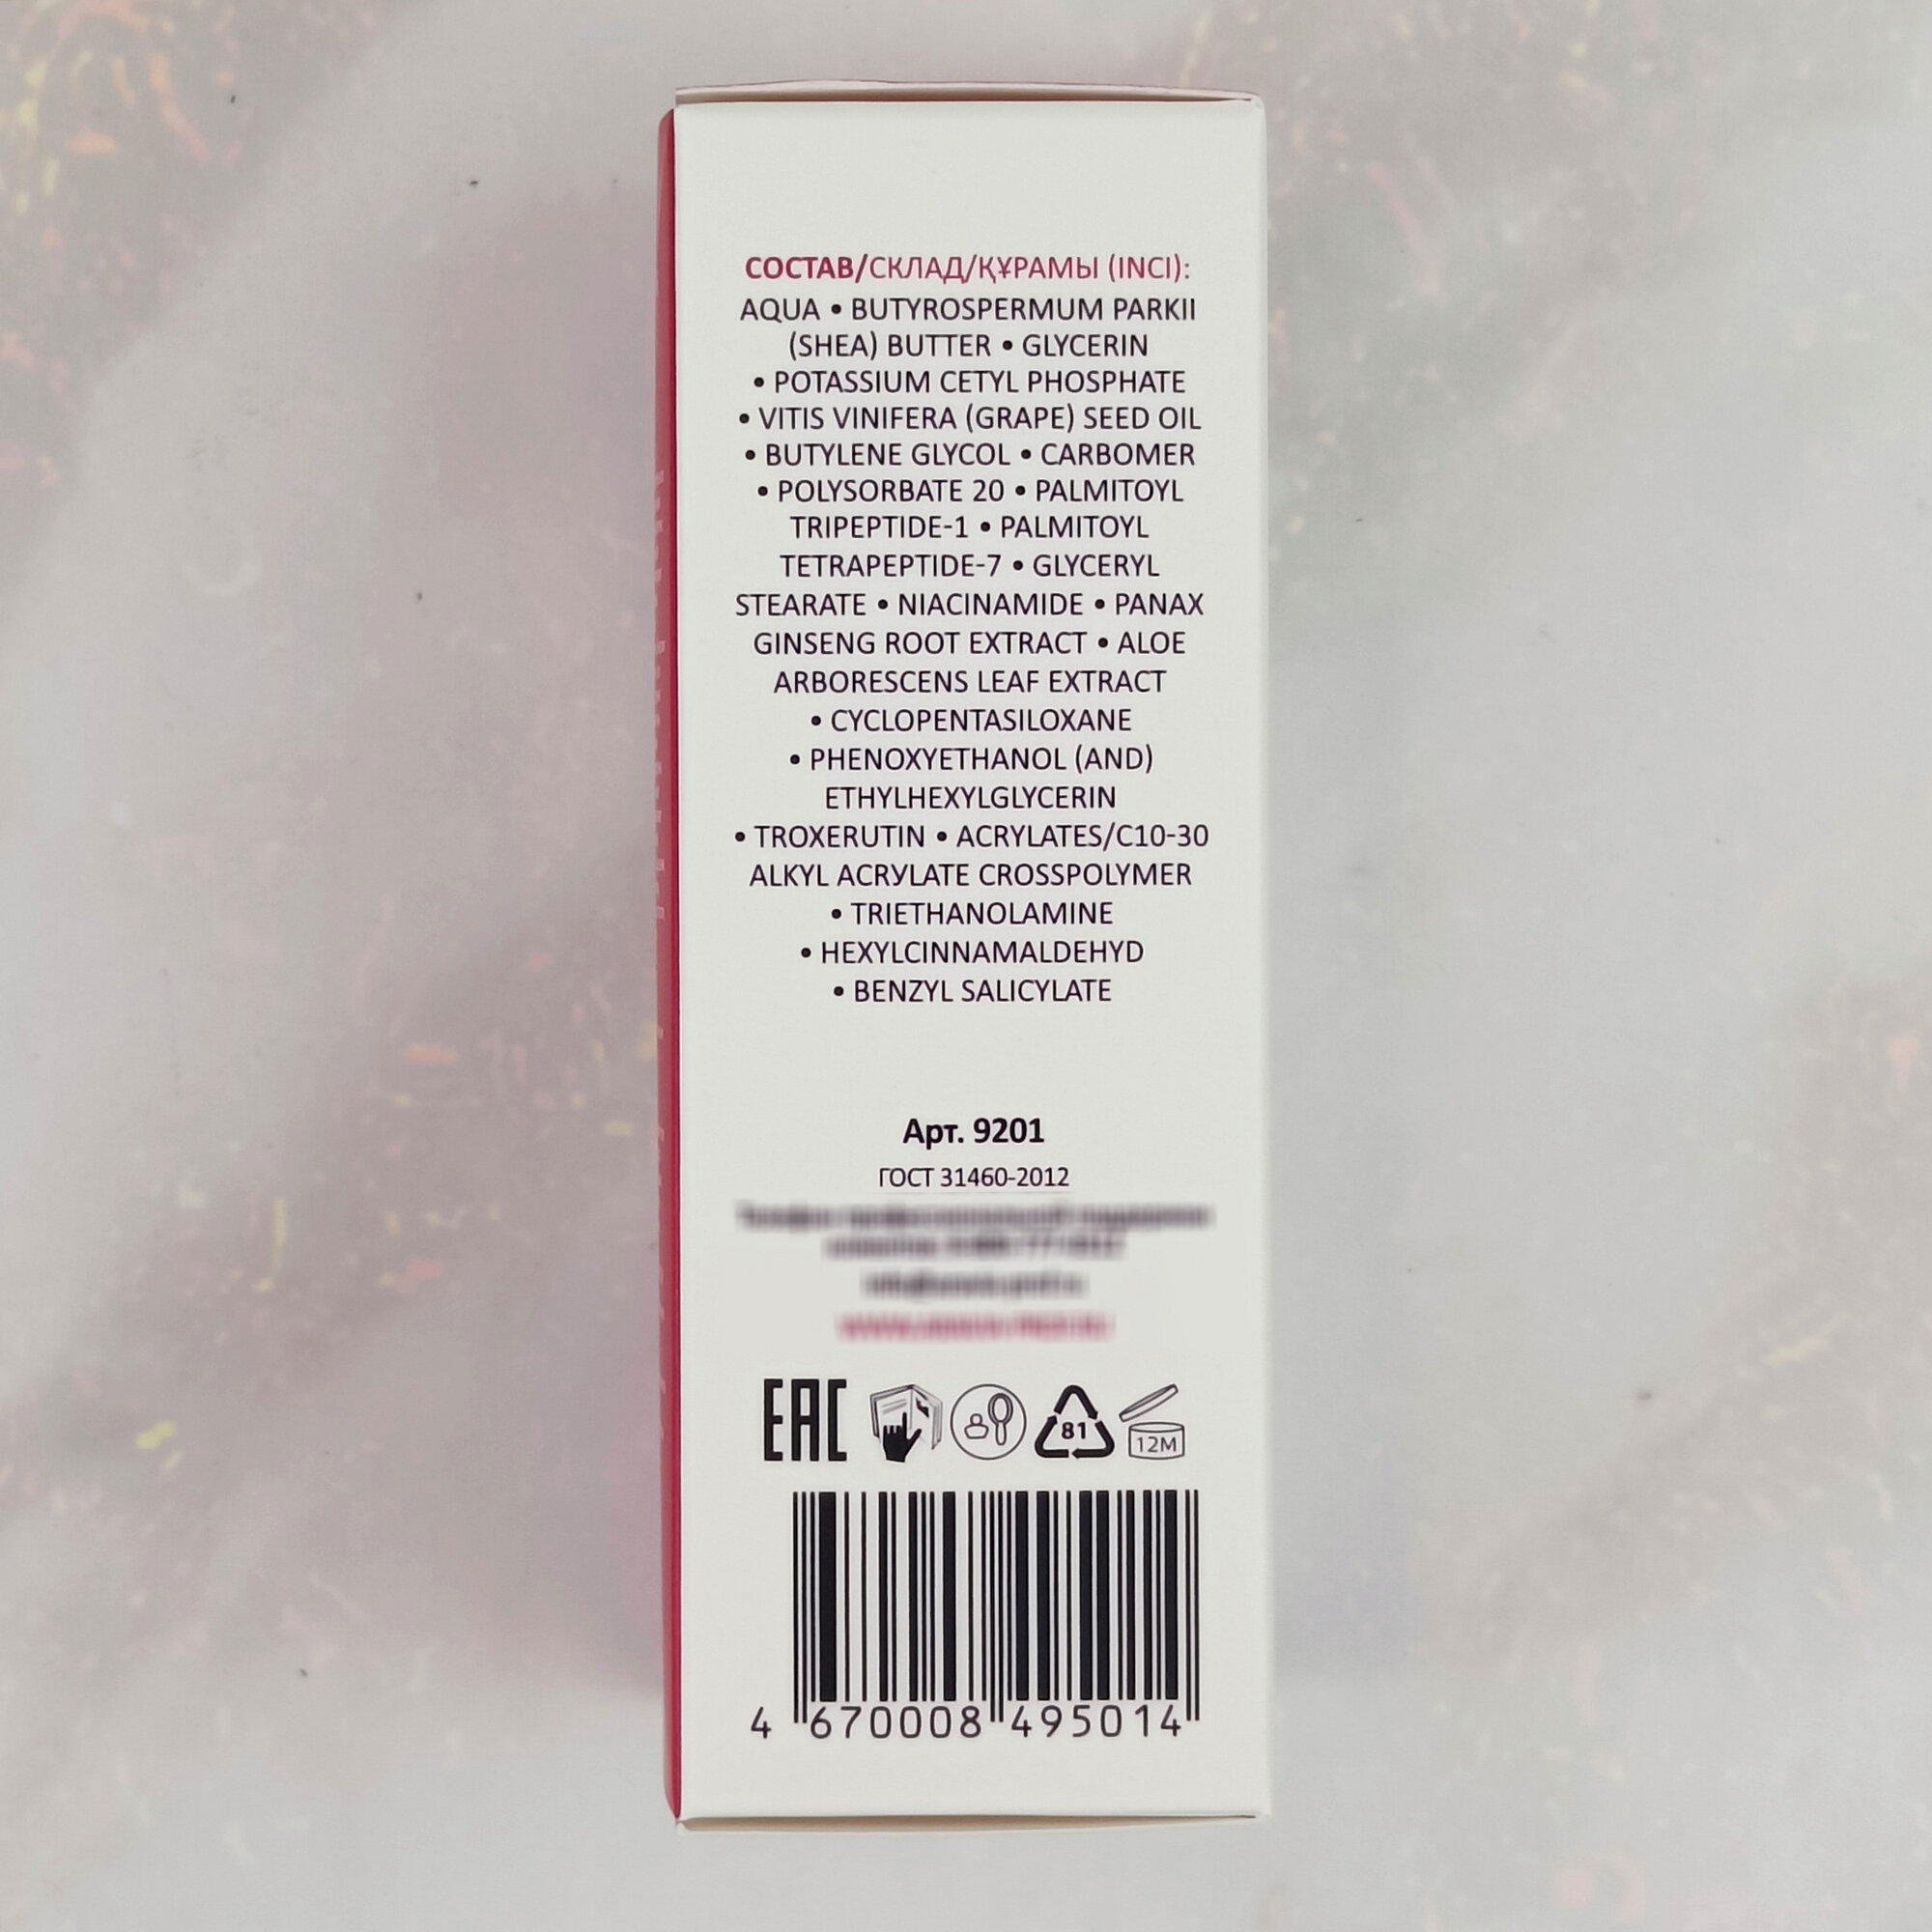 СОСТАВ/СКЛАД/ҚҰРАМЫ (INCI):
AQUA • BUTYROSPERMUM PARKII
(SHEA) BUTTER • GLYCERIN
• POTASSIUM CETYL PHOSPHATE
• VITIS VINIFERA (GRAPE) SEED OIL
• BUTYLENE GLYCOL • CARBOMER
• POLYSORBATE 20 • PALMITOYL
TRIPEPTIDE-1 • PALMITOYL
TETRAPEPTIDE-7 • GLYCERYL
STEARATE • NIACINAMIDE • PANAX
GINSENG ROOT EXTRACT • ALOE
ARBORESCENS LEAF EXTRACT
• CYCLOPENTASILOXANE
• PHENOXYETHANOL (AND)
ETHYLHEXYLGLYCERIN
• TROXERUTIN • ACRYLATES/C10-30
ALKYL ACRУLATE CROSSPOLYMER
• TRIETHANOLAMINE
• HEXYLCINNAMALDEHYD
• BENZYL SALICYLATE
Арт. 9201
ГОСТ 31460-2012
EAC
81
12M
4 670008 495014